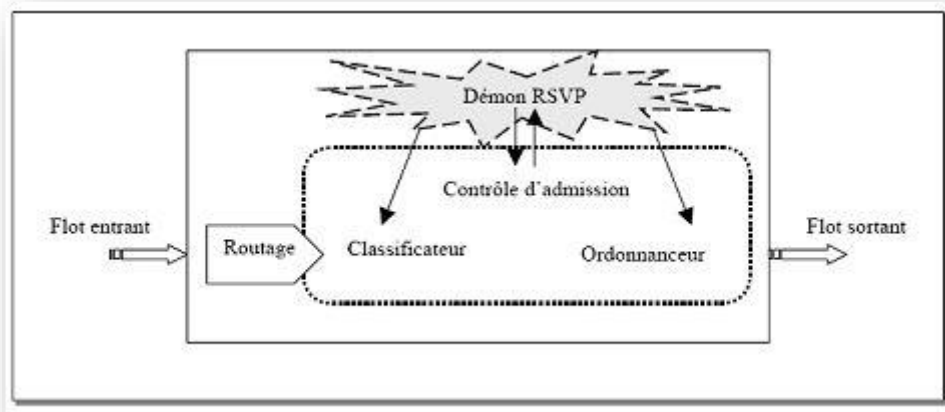 Démon RSVP
Contrôle d'admission
Flot entrant
Routage
Classificateur
Ordonnanceur
Flot sortant